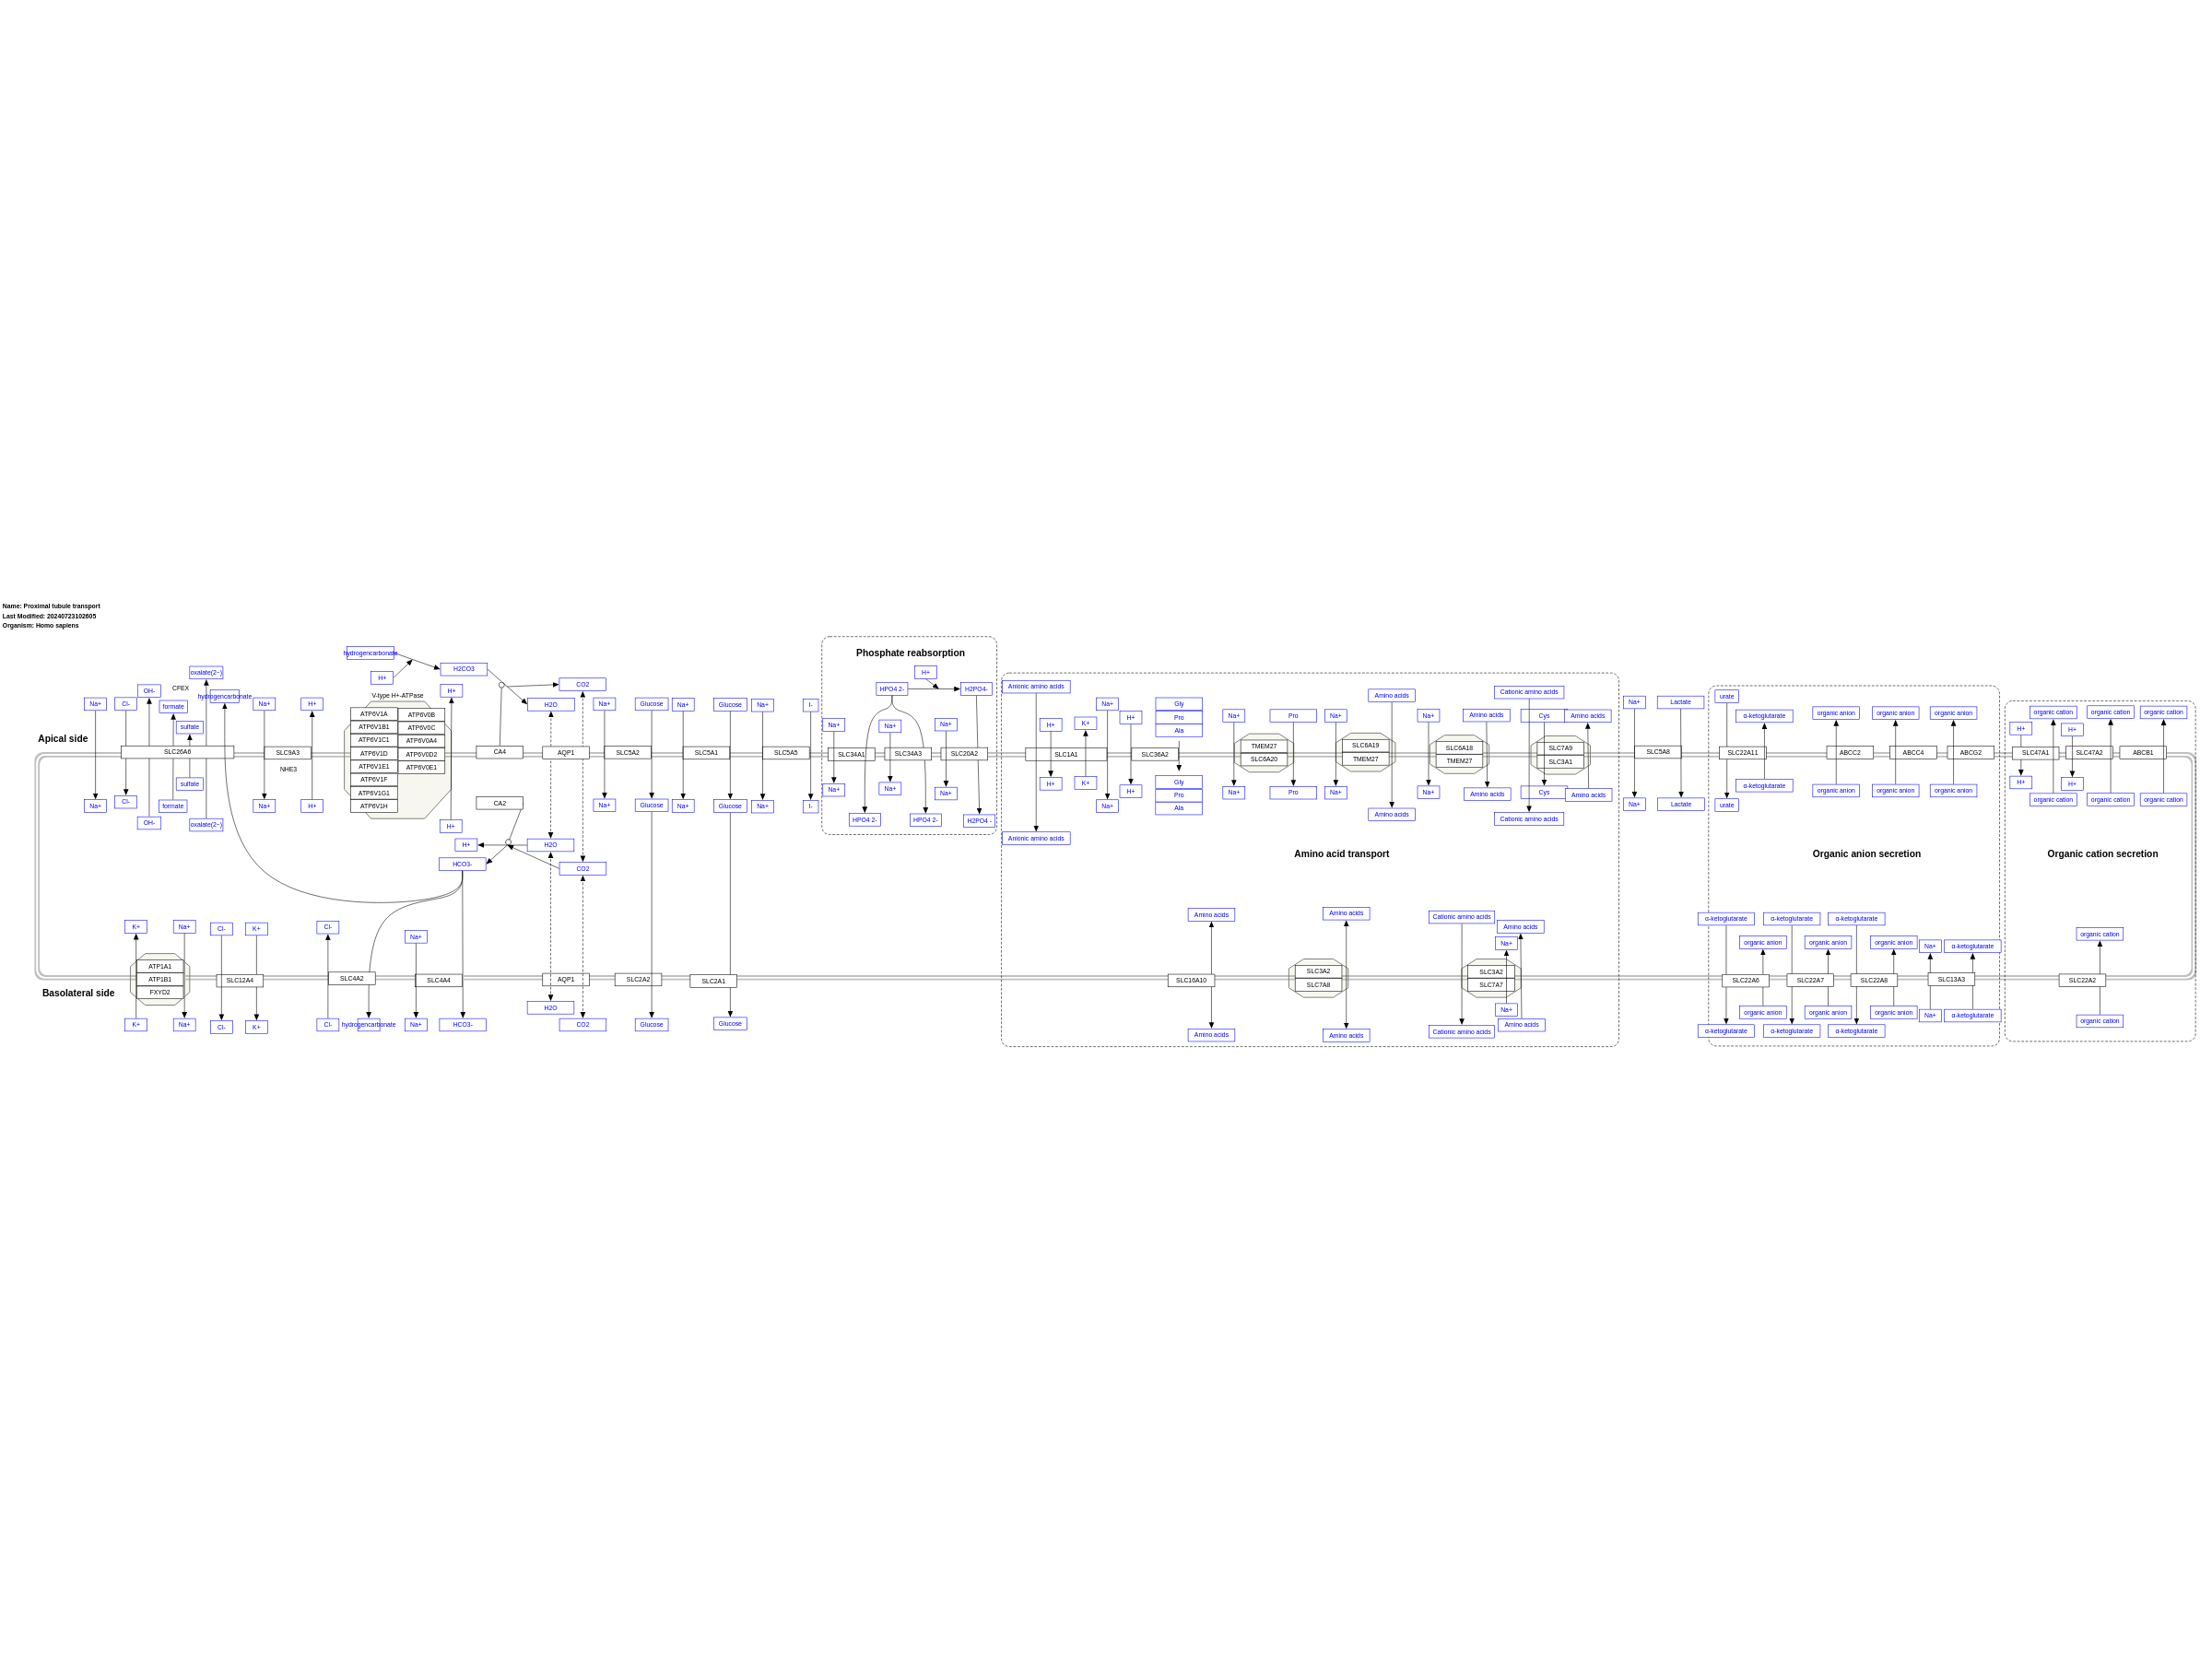 Name: Proximal tubule transport
Last Modified: 20240723102605
Organism: Homo sapiens
Apical side
Na+
Cl-
OH-
formate
sulfate
oxalate(2−)
CFEX
hydrogencarbonate
SLC26A6
Na+
Cl-
OH-
formate
sulfate
oxalate(2−)
Na+
H+
SLC9A3
NHE3
Na+
H+
hydrogencarbonate
H+
H2CO3
V-type H+-ATPase
H+
ATP6V1A
ATP6V1B1
ATP6V1C1
ATP6V1D
ATP6V1E1
ATP6V1F
ATP6V1G1
ATP6V1H
ATP6V0B
ATP6V0C
ATP6V0A4
ATP6V0D2
ATP6V0E1
H+
CO2
H2O
CA4
AQP1
CA2
H+
H2O
HCO3-
CO2
Na+
Glucose
SLC5A2
Na+
Glucose
Na+
Glucose
SLC5A1
Na+
Glucose
Na+
I-
SLC5A5
Na+
I-
Phosphate reabsorption
H+
HPO4 2-
H2PO4-
Na+
Na+
Na+
SLC34A1
SLC34A3
SLC20A2
Na+
Na+
Na+
HPO4 2-
HPO4 2-
H2PO4 -
Anionic amino acids
H+
K+
Na+
SLC1A1
H+
K+
Na+
Anionic amino acids
H+
Gly
Pro
Ala
SLC36A2
H+
Gly
Pro
Ala
Na+
Pro
TMEM27
SLC6A20
Na+
Pro
Na+
Amino acids
SLC6A19
TMEM27
Na+
Amino acids
Na+
Amino acids
SLC6A18
TMEM27
Na+
Amino acids
Cationic amino acids
Cys
Amino acids
SLC7A9
SLC3A1
Cys
Amino acids
Cationic amino acids
Amino acid transport
Na+
Lactate
SLC5A8
Na+
Lactate
urate
α-ketoglutarate
SLC22A11
α-ketoglutarate
urate
organic anion
organic anion
organic anion
ABCC2
ABCC4
ABCG2
organic anion
organic anion
organic anion
Organic anion secretion
organic cation
organic cation
organic cation
H+
H+
SLC47A1
SLC47A2
ABCB1
H+
H+
organic cation
organic cation
organic cation
Organic cation secretion
Basolateral side
K+
Na+
ATP1A1
ATP1B1
FXYD2
K+
Na+
Cl-
K+
SLC12A4
Cl-
K+
Cl-
SLC4A2
Cl-
hydrogencarbonate
Na+
SLC4A4
Na+
HCO3-
AQP1
H2O
CO2
SLC2A2
Glucose
SLC2A1
Glucose
Amino acids
SLC16A10
Amino acids
Amino acids
SLC3A2
SLC7A8
Amino acids
Cationic amino acids
Amino acids
Na+
SLC3A2
SLC7A7
Na+
Amino acids
Cationic amino acids
α-ketoglutarate
α-ketoglutarate
α-ketoglutarate
organic anion
organic anion
organic anion
Na+
α-ketoglutarate
SLC22A6
SLC22A7
SLC22A8
SLC13A3
organic anion
organic anion
organic anion
Na+
α-ketoglutarate
α-ketoglutarate
α-ketoglutarate
α-ketoglutarate
organic cation
SLC22A2
organic cation